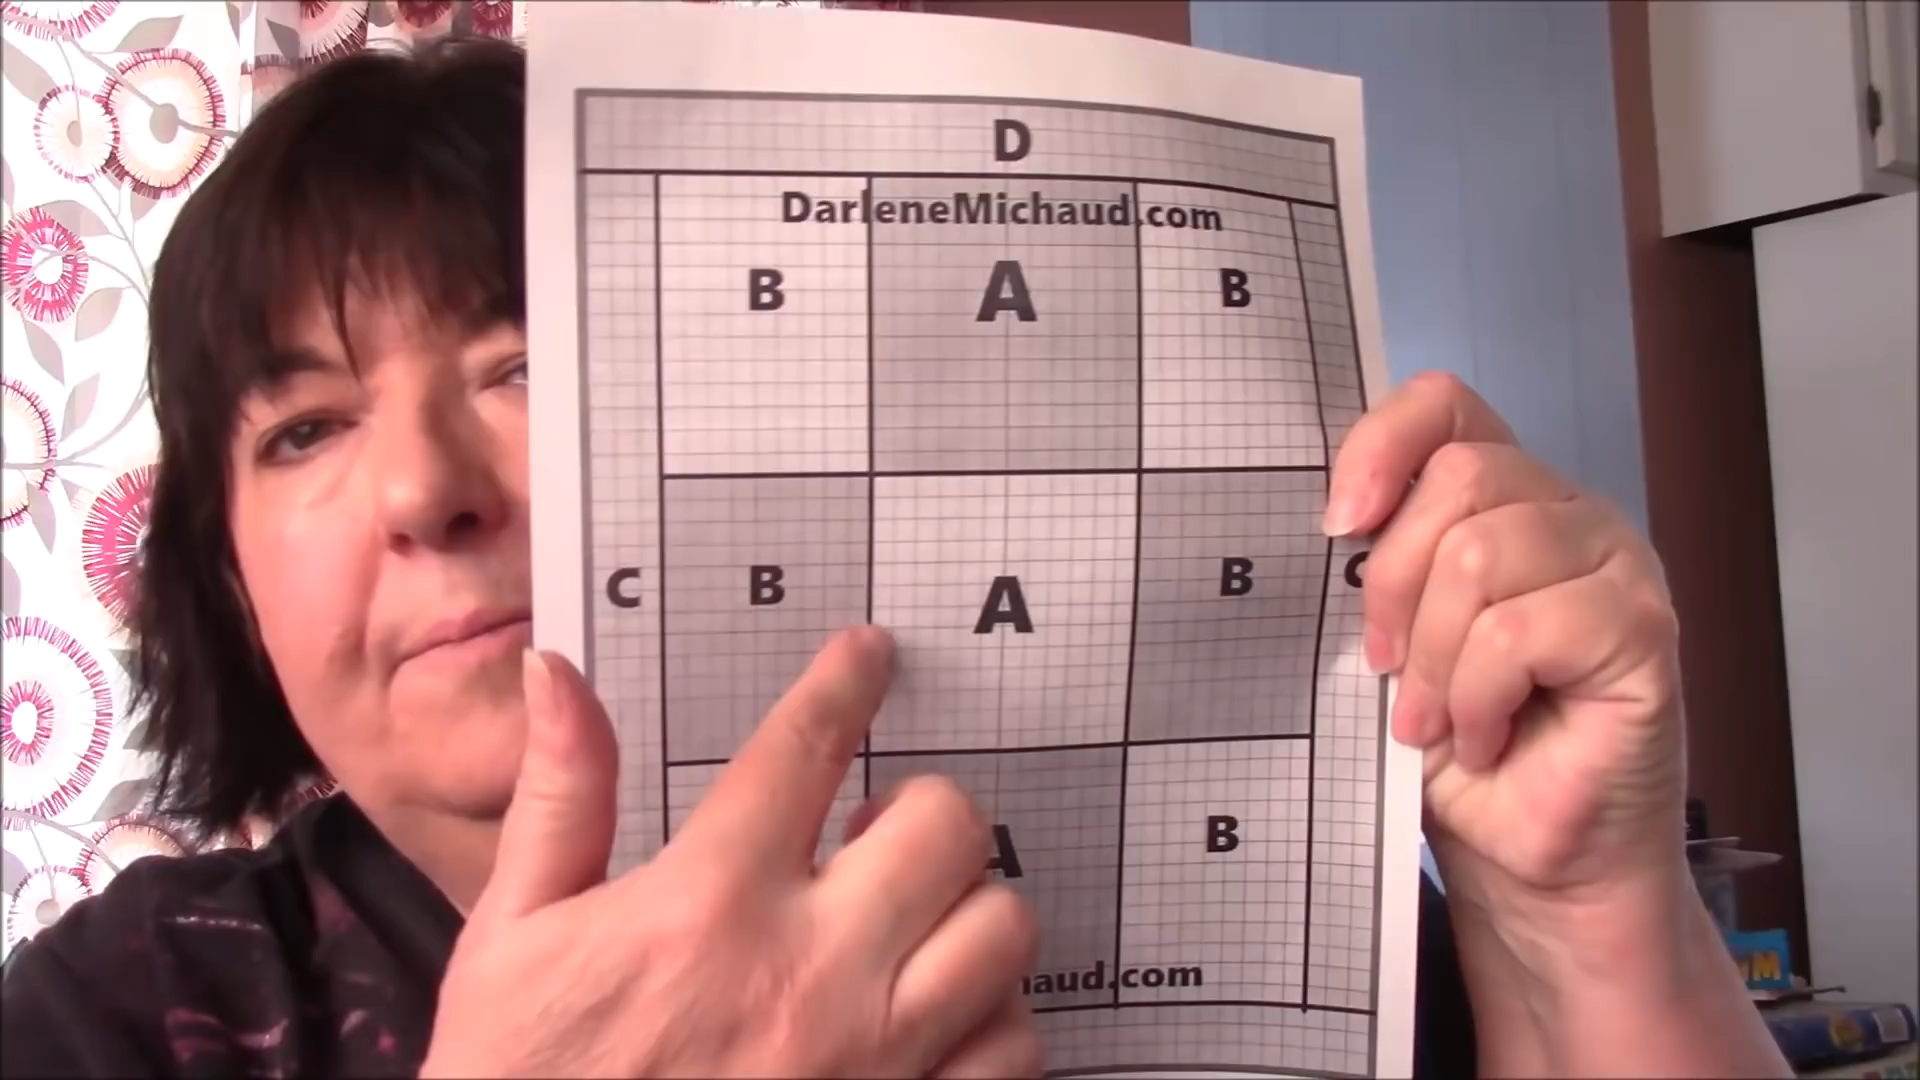 D
DarleneMichaud.com
B A B
C B A B C
A B
haud.com